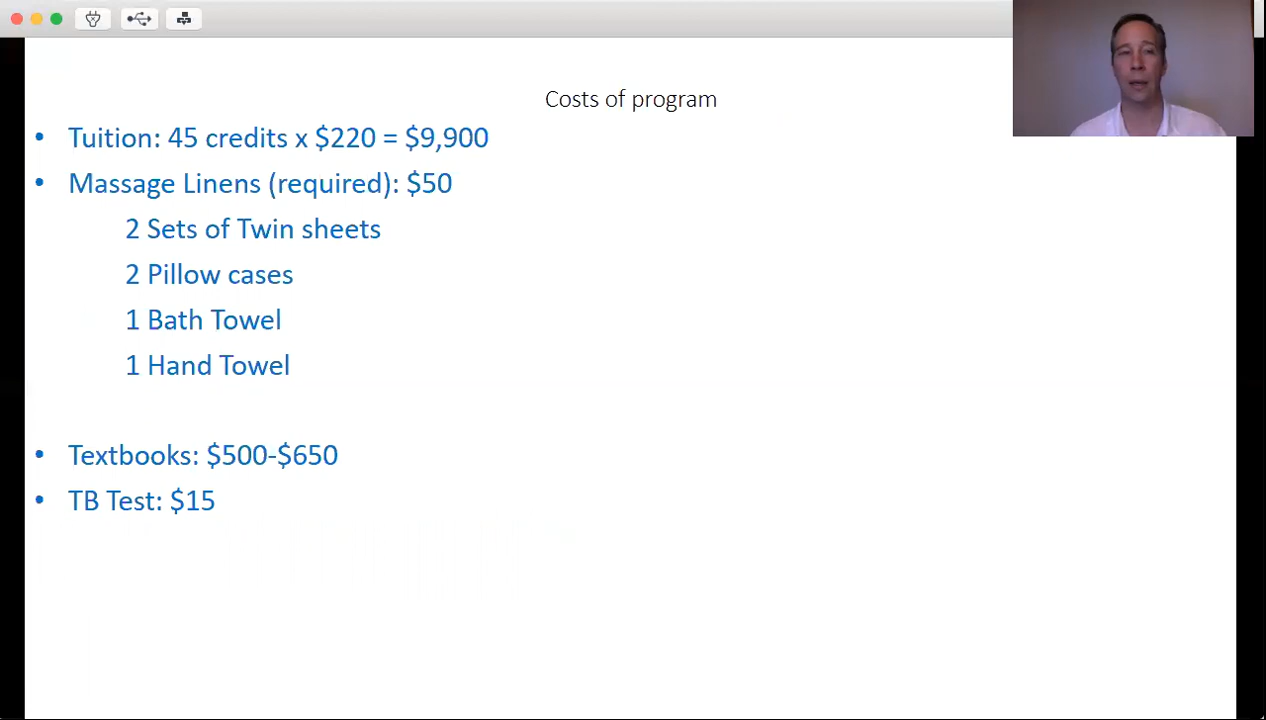 Costs of program
• Tuition: 45 credits x $220 = $9,900
• Massage Linens (required): $50
2 Sets of Twin sheets
2 Pillow cases
1 Bath Towel
1 Hand Towel
• Textbooks: $500-$650
• TB Test: $15